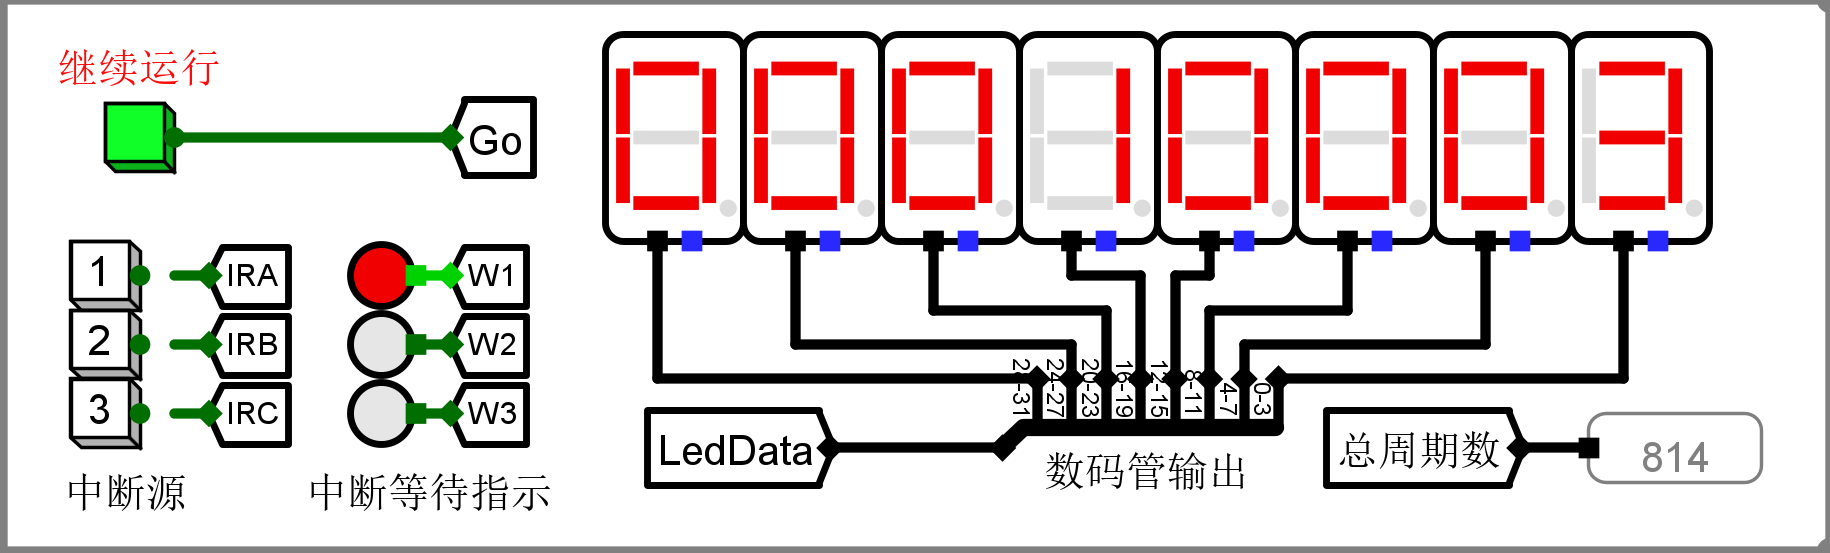 继续运行
Go
1
IRA
W1
2
IRB
W2
3
IRC
W3
中断源
中断等待指示
00010003
28-31
24-27
20-23
16-19
12-15
8-11
4-7
0-3
LedData
数码管输出
总周期数
814